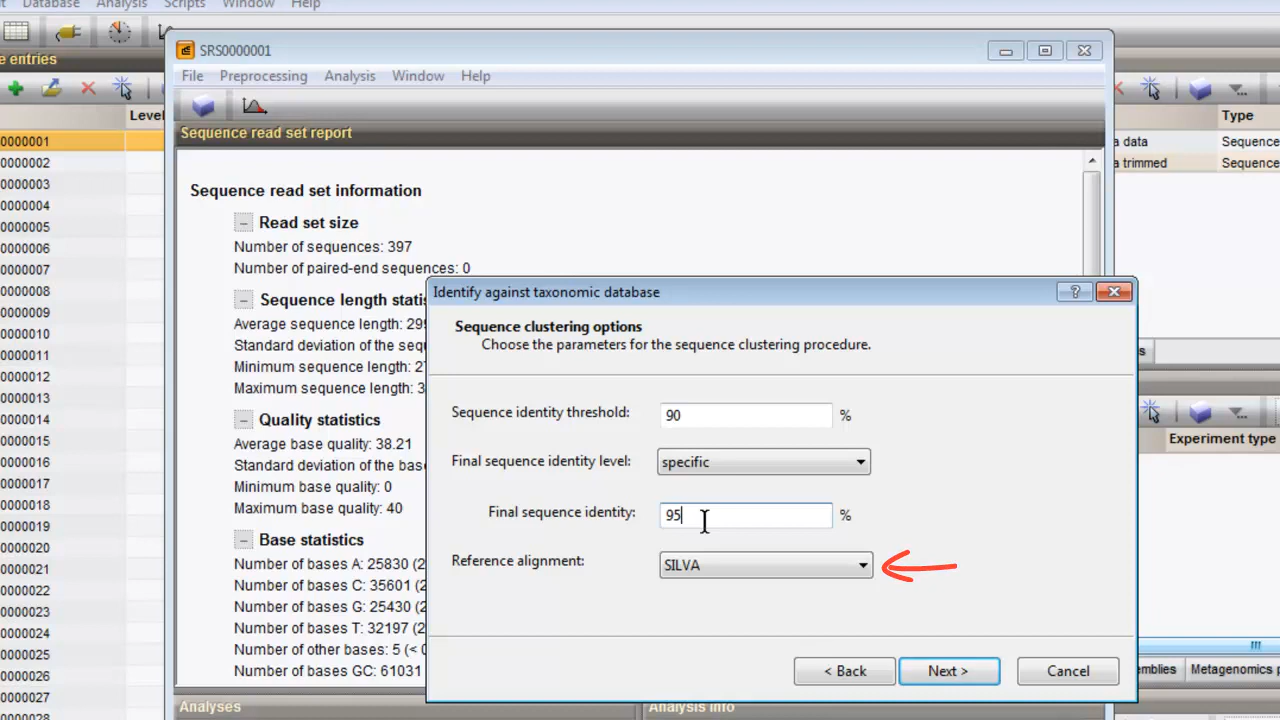 Database Analysis Scripts Window Help
e entries
Level
0000001
0000002
0000003
0000004
0000005
0000006
0000007
0000008
0000009
0000010
0000011
0000012
0000013
0000014
0000015
0000016
0000017
0000018
0000019
0000020
0000021
0000022
0000023
0000024
0000025
0000026
0000027
0000028
SRS0000001
File Preprocessing Analysis Window Help
Sequence read set report
Sequence read set information
Read set size
Number of sequences: 397
Number of paired-end sequences: 0
Sequence length statis
Average sequence length: 299
Standard deviation of the sequ
Minimum sequence length: 27
Maximum sequence length: 3
Quality statistics
Average base quality: 38.21
Standard deviation of the base
Minimum base quality: 0
Maximum base quality: 40
Base statistics
Number of bases A: 25830 (2
Number of bases C: 35601 (2
Number of bases G: 25430 (2
Number of bases T: 32197 (2
Number of other bases: 5 (< 0
Number of bases GC: 61031
Analyses
Analysis info
Identify against taxonomic database
Sequence clustering options
Choose the parameters for the sequence clustering procedure.
Sequence identity threshold: 90 %
Final sequence identity level: specific
Final sequence identity: 95 %
Reference alignment: SILVA
< Back Next > Cancel
Type
a data Sequence
a trimmed Sequence
s
Experiment type
emblies Metagenomics p